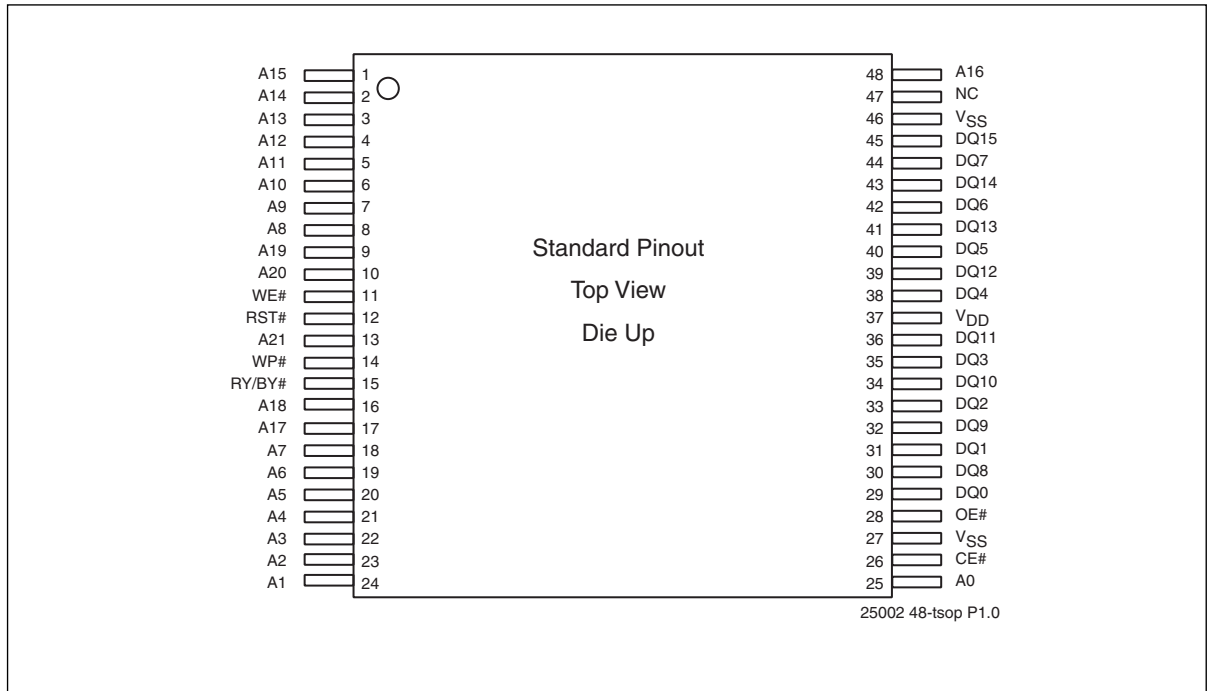 A15 1
A14 2
A13 3
A12 4
A11 5
A10 6
A9 7
A8 8
A19 9
A20 10
WE# 11
RST# 12
A21 13
WP# 14
RY/BY# 15
A18 16
A17 17
A7 18
A6 19
A5 20
A4 21
A3 22
A2 23
A1 24
Standard Pinout
Top View
Die Up
48 A16
47 NC
46 VSS
45 DQ15
44 DQ7
43 DQ14
42 DQ6
41 DQ13
40 DQ5
39 DQ12
38 DQ4
37 VDD
36 DQ11
35 DQ3
34 DQ10
33 DQ2
32 DQ9
31 DQ1
30 DQ8
29 DQ0
28 OE#
27 VSS
26 CE#
25 A0
25002 48-tsop P1.0